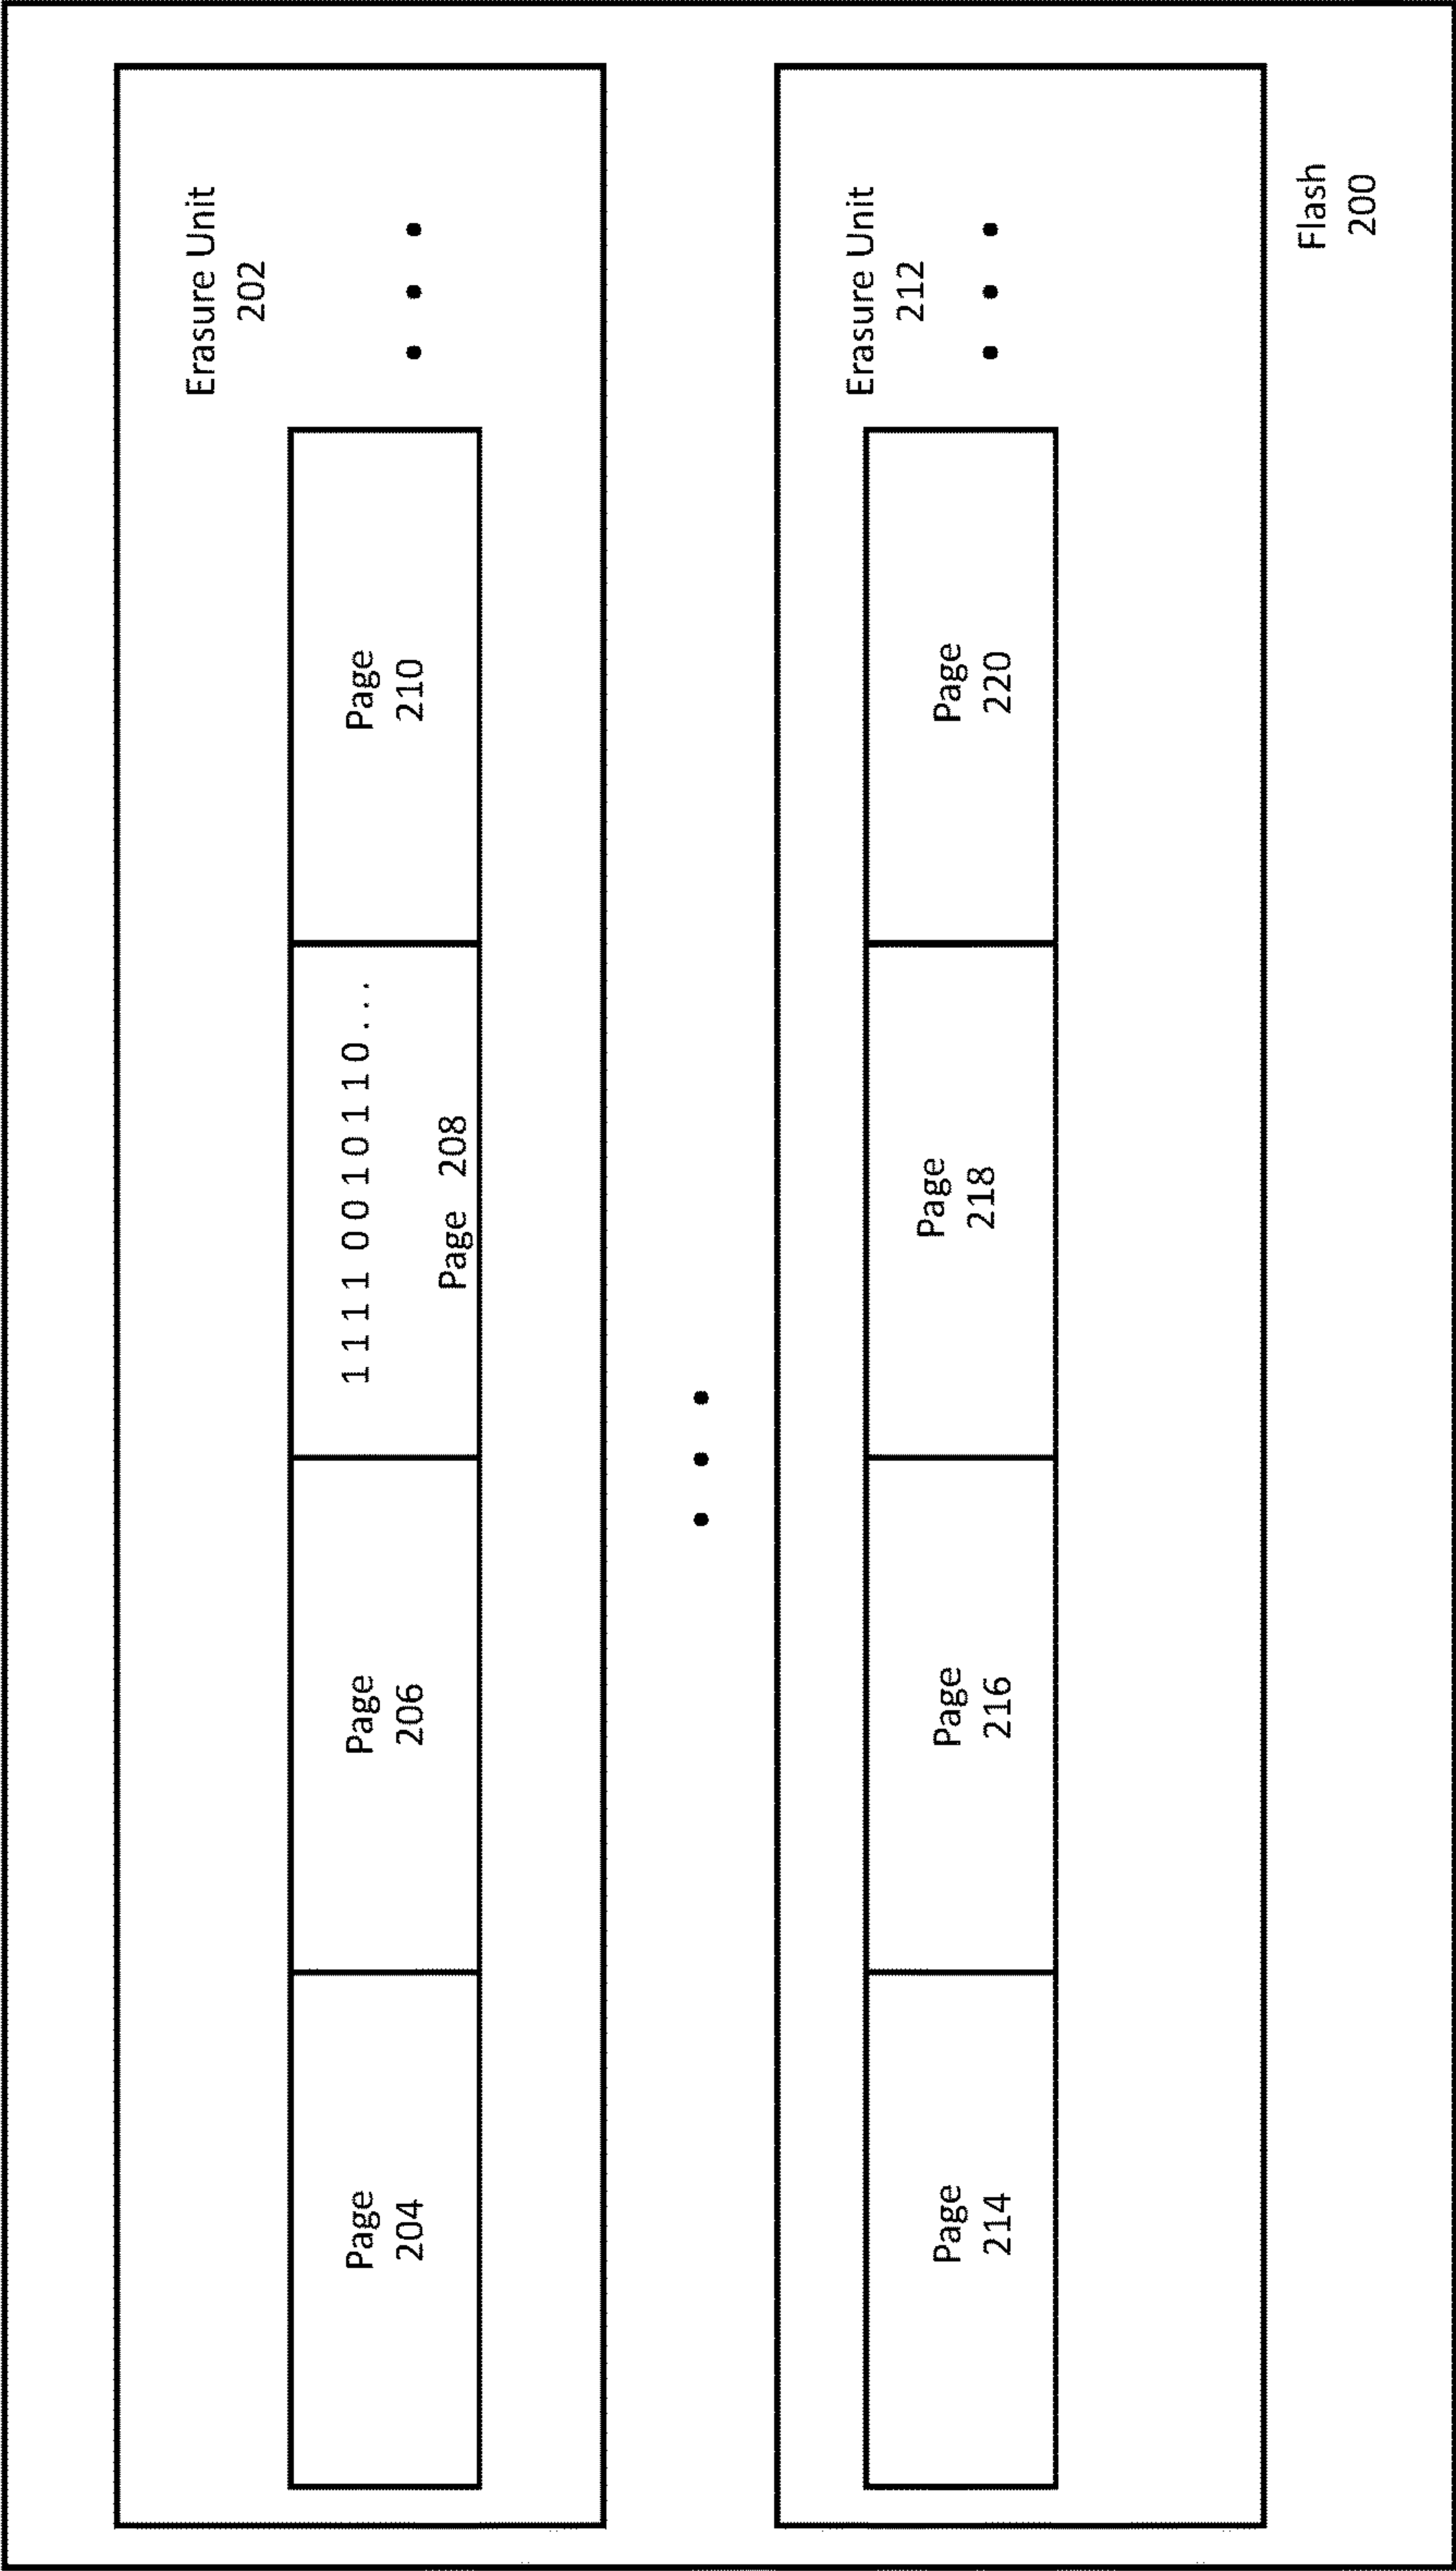 Erasure Unit
202
Page
204
Page
206
1 1 1 1 0 0 1 0 1 1 0 . . .
Page 208
Page
210
Erasure Unit
212
Page
214
Page
216
Page
218
Page
220
Flash
200